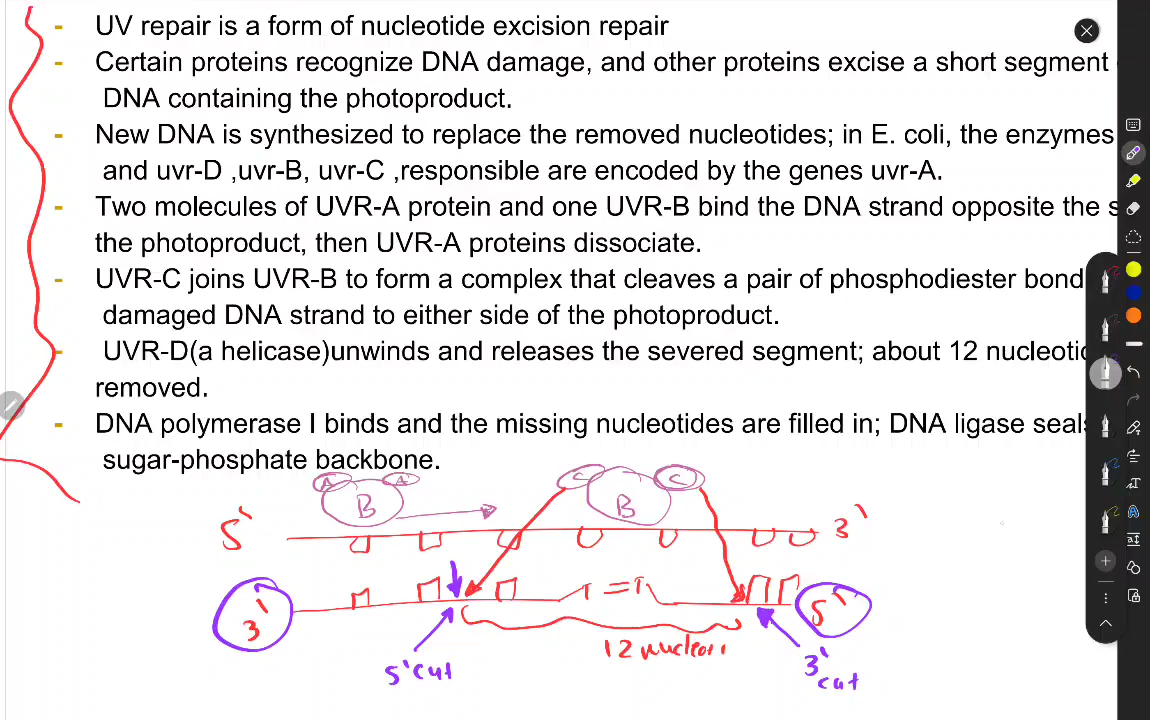 - UV repair is a form of nucleotide excision repair
- Certain proteins recognize DNA damage, and other proteins excise a short segment
DNA containing the photoproduct.
- New DNA is synthesized to replace the removed nucleotides; in E. coli, the enzymes
and uvr-D ,uvr-B, uvr-C ,responsible are encoded by the genes uvr-A.
- Two molecules of UVR-A protein and one UVR-B bind the DNA strand opposite the
the photoproduct, then UVR-A proteins dissociate.
- UVR-C joins UVR-B to form a complex that cleaves a pair of phosphodiester bond
damaged DNA strand to either side of the photoproduct.
- UVR-D(a helicase)unwinds and releases the severed segment; about 12
removed.
- DNA polymerase I binds and the missing nucleotides are filled in; DNA ligase seals
sugar-phosphate backbone.
A A C C
B B
5' 3'
T = T
3' 5'
12
5' cut 3' cut